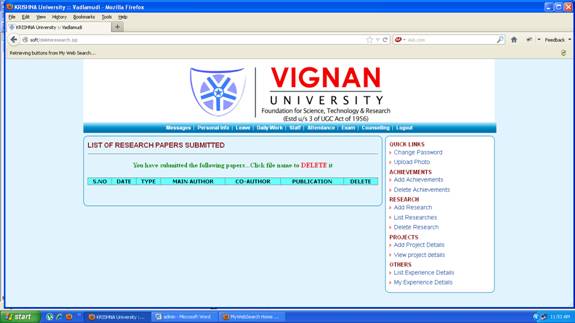 KRISHNA University :: Vadlamudi - Mozilla Firefox
File Edit View History Bookmarks Tools Help
KRISHNA University :: Vadlamudi
soft/deleteresearch.jsp
Ask.com
Feedback
Retrieving buttons from My Web Search...
VIGNAN
UNIVERSITY
Foundation for Science, Technology & Research
(Estd u/s 3 of UGC Act of 1956)
Messages | Personal Info | Leave | Daily Work | Staff | Attendance | Exam | Counselling | Logout
LIST OF RESEARCH PAPERS SUBMITTED
You have submitted the following papers...Click file name to DELETE it
S.NO DATE TYPE MAIN AUTHOR CO-AUTHOR PUBLICATION DELETE
QUICK LINKS
Change Password
Upload Photo
ACHIEVEMENTS
Add Achievements
Delete Achievements
RESEARCH
Add Research
List Researches
Delete Research
PROJECTS
Add Project Details
View project details
OTHERS
List Experience Details
My Experience Details
start
KRISHNA University :...
admin - Microsoft Word
MyWebSearch Home ...